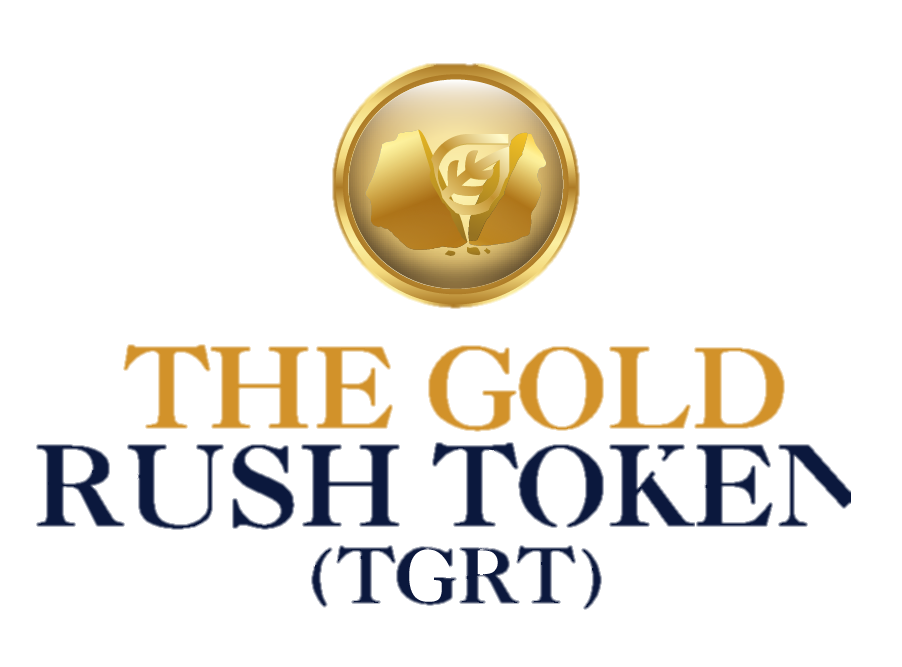 THE GOLD
RUSH TOKEN
(TGRT)